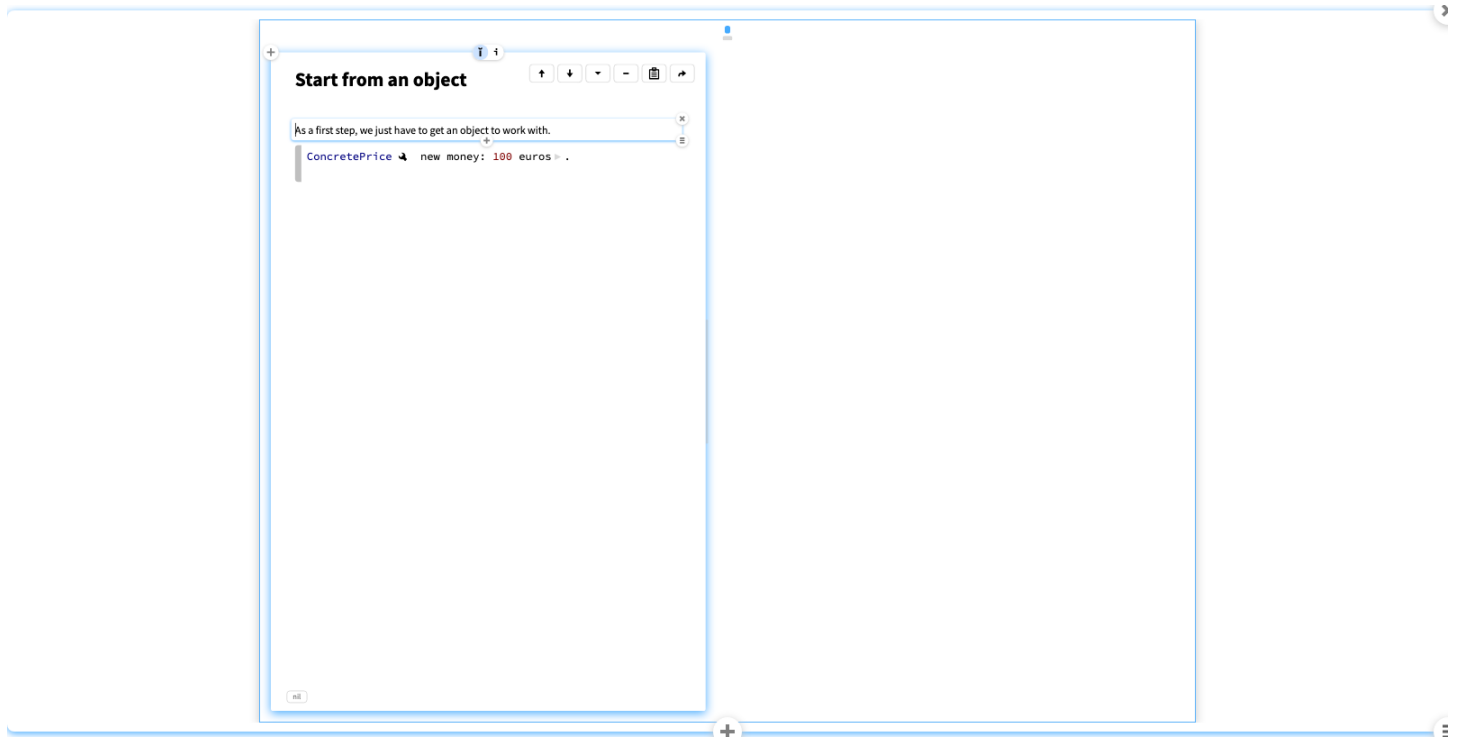 Start from an object
As a first step, we just have to get an object to work with.
ConcretePrice new money: 100 euros .
nil